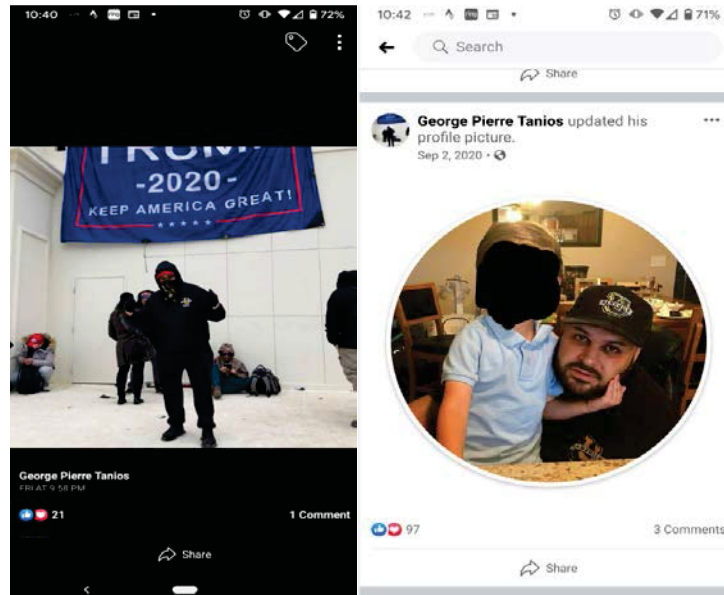 10:40
ring
72%
TRUMP
-2020-
KEEP AMERICA GREAT!
George Pierre Tanios
FRI AT 9:58 PM
21
1 Comment
Share
10:42
ring
71%
Search
Share
George Pierre Tanios updated his
profile picture.
Sep 2, 2020 ·
97
3 Comments
Share